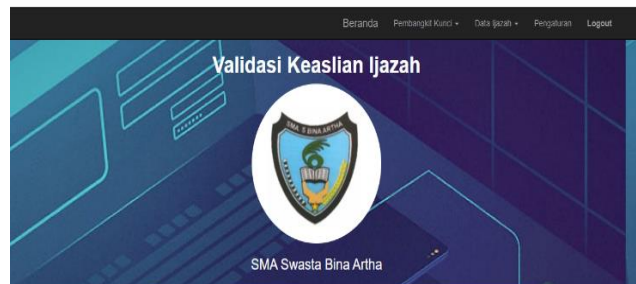 Beranda Pembangkit Kunci Data Ijazah Pengaturan Logout
Validasi Keaslian Ijazah
SMA. S BINA ARTHA
SMA Swasta Bina Artha